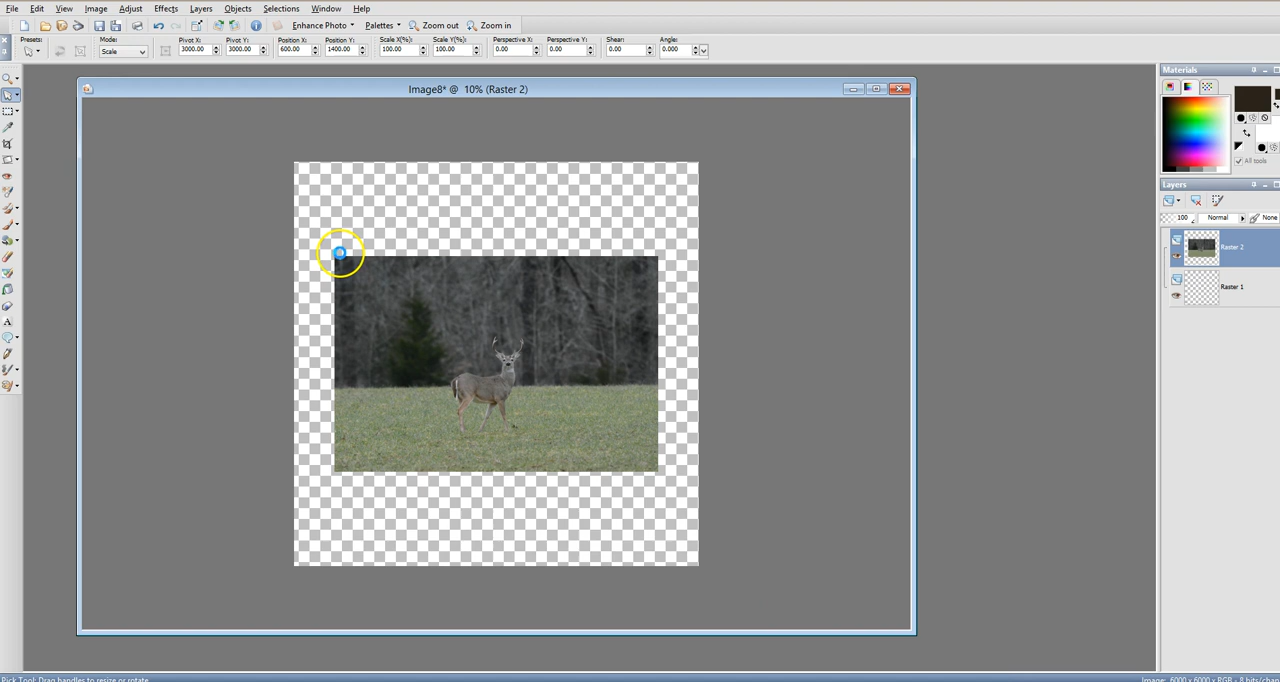 File Edit View Image Adjust Effects Layers Objects Selections Window Help
Enhance Photo Palettes Zoom out Zoom in
Presets: Mode: Pivot X: Pivot Y: Position X: Position Y: Scale X(%): Scale Y(%): Perspective X: Perspective Y: Shear: Angle:
Scale 3000.00 3000.00 600.00 1400.00 100.00 100.00 0.00 0.00 0.00 0.000
Materials
Image8* @ 10% (Raster 2)
All tools
Layers
100 Normal None
Raster 2
Raster 1
Pick Tool: Drag handles to resize or rotate.
Image: 6000 x 6000 x RGB - 8 bits/chan